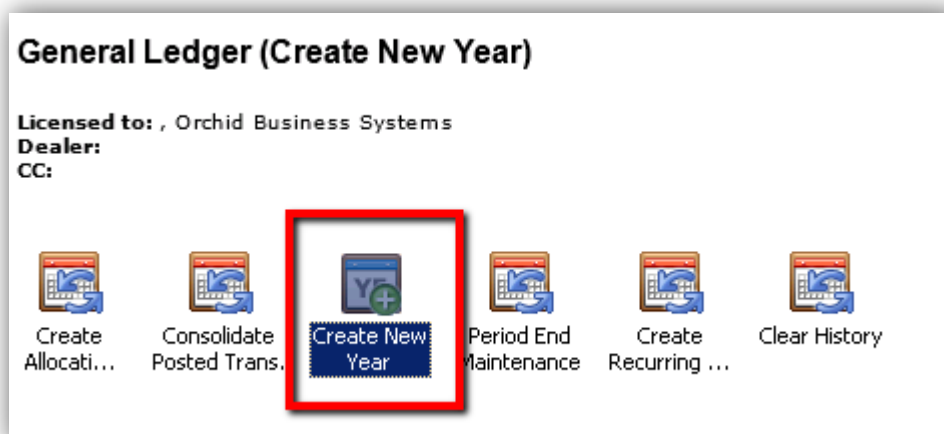 General Ledger (Create New Year)
Licensed to: , Orchid Business Systems
Dealer:
CC:
YE
Create Allocati...
Consolidate Posted Trans.
Create New Year
Period End Maintenance
Create Recurring ...
Clear History